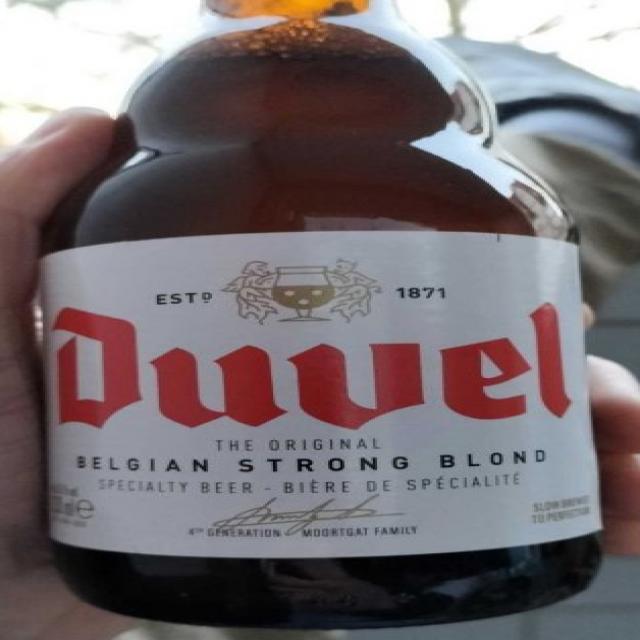 ESTD 1871
Duvel
THE ORIGINAL
BELGIAN STRONG BLOND
SPECIALTY BEER - BIÈRE DE SPÉCIALITÉ
4TH GENERATION MOORTGAT FAMILY
SLOW BREWED
TO PERFECTION